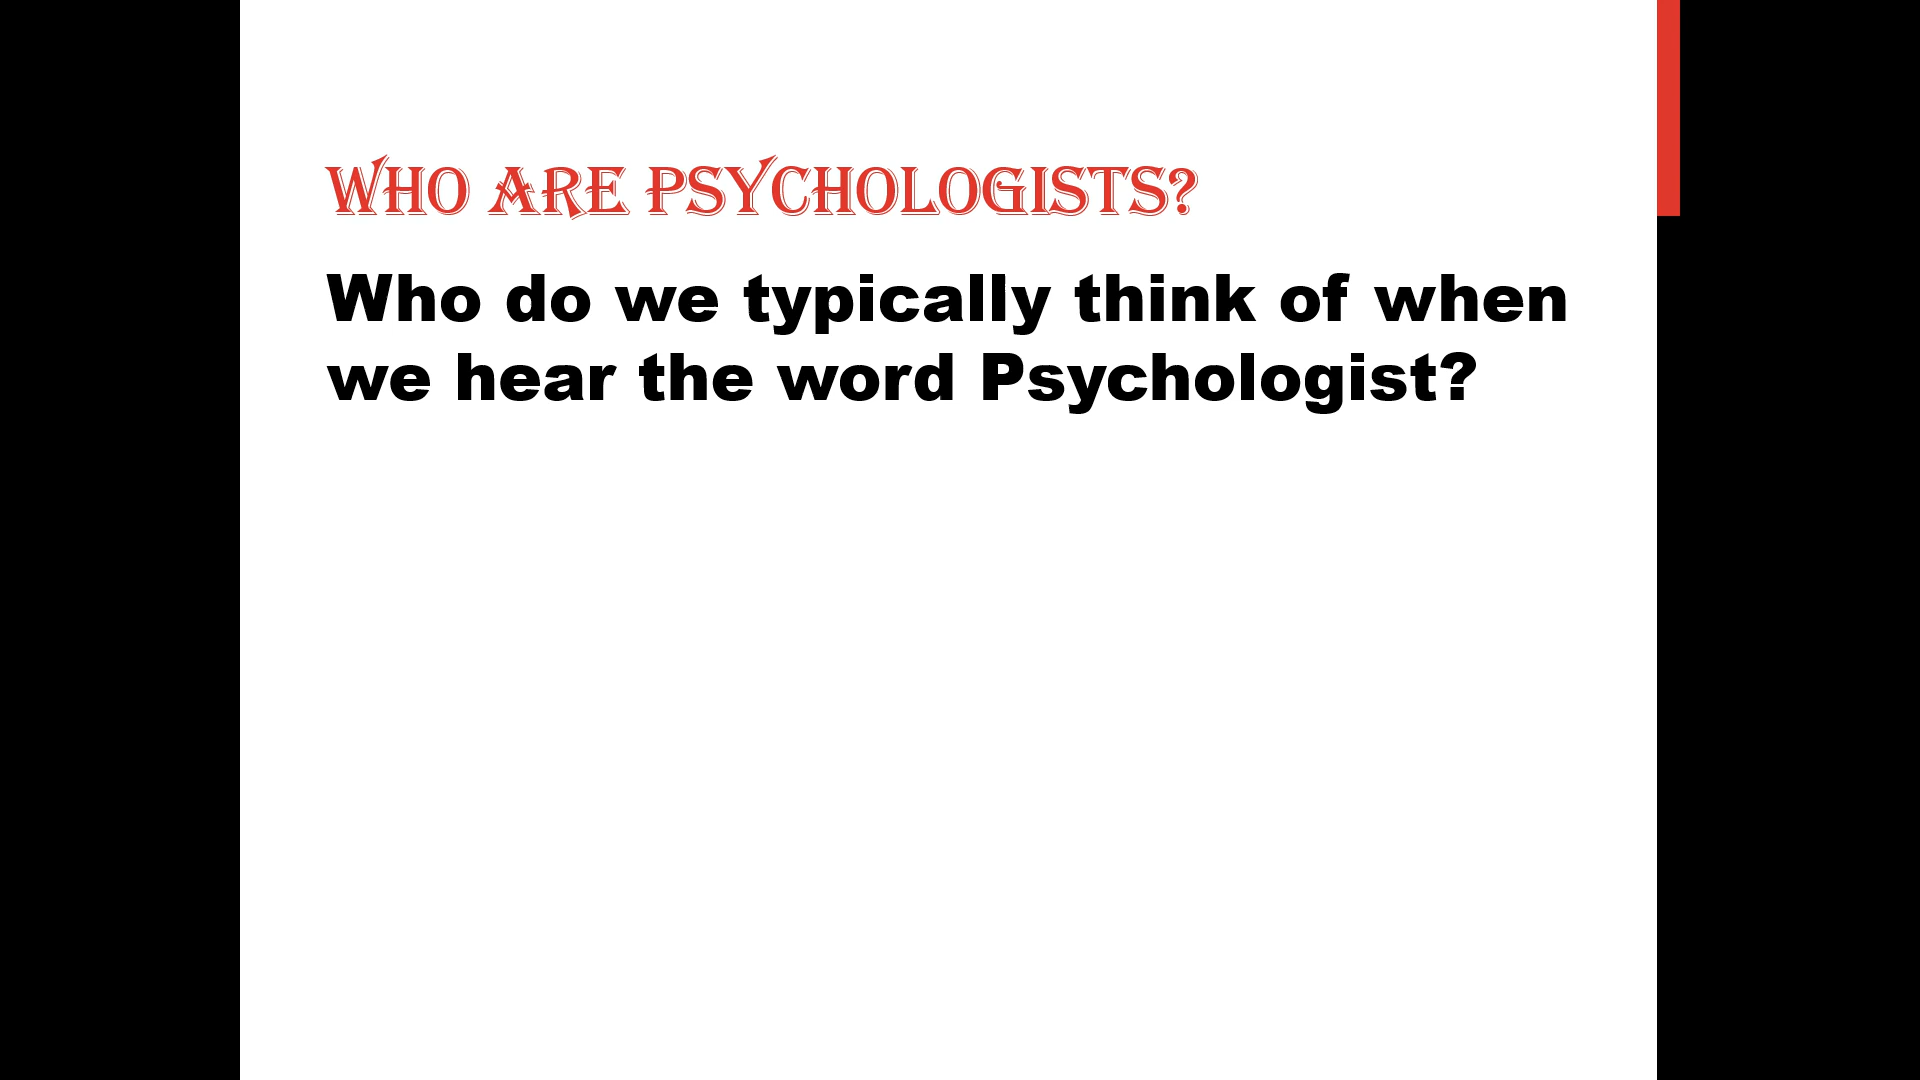 WHO ARE PSYCHOLOGISTS?
Who do we typically think of when
we hear the word Psychologist?